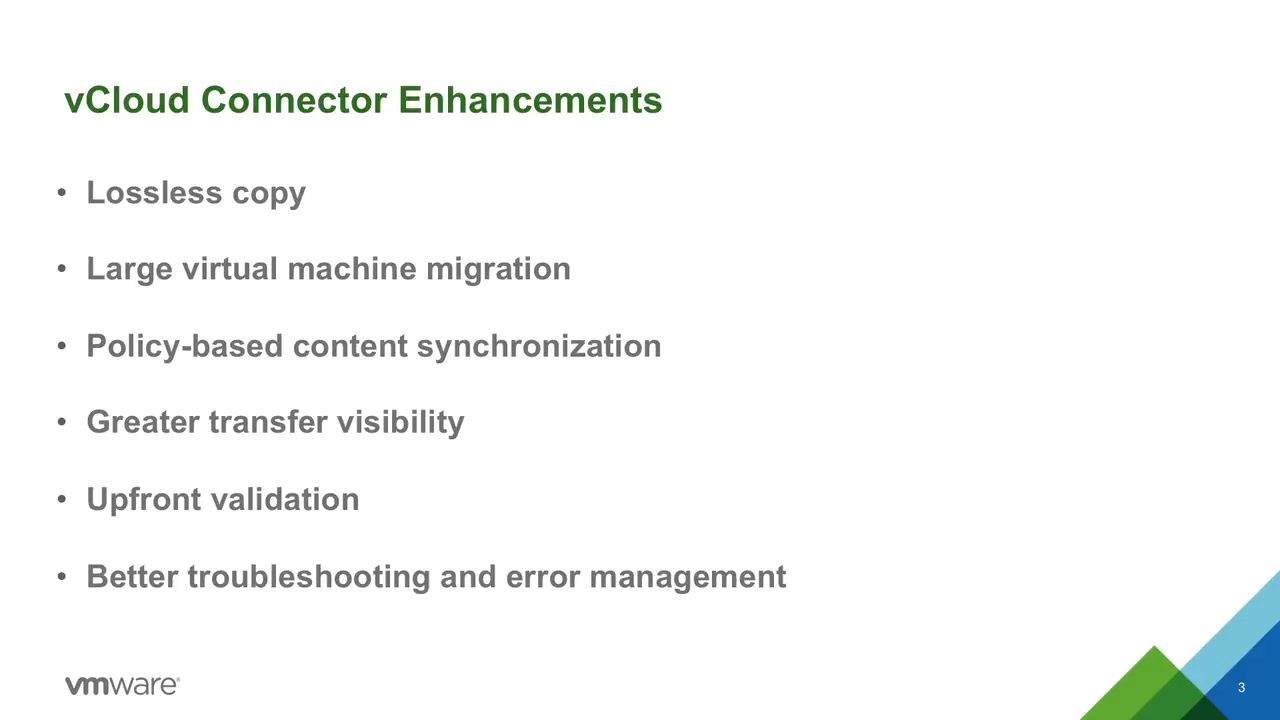 vCloud Connector Enhancements
• Lossless copy
• Large virtual machine migration
• Policy-based content synchronization
• Greater transfer visibility
• Upfront validation
• Better troubleshooting and error management
vmware®
3